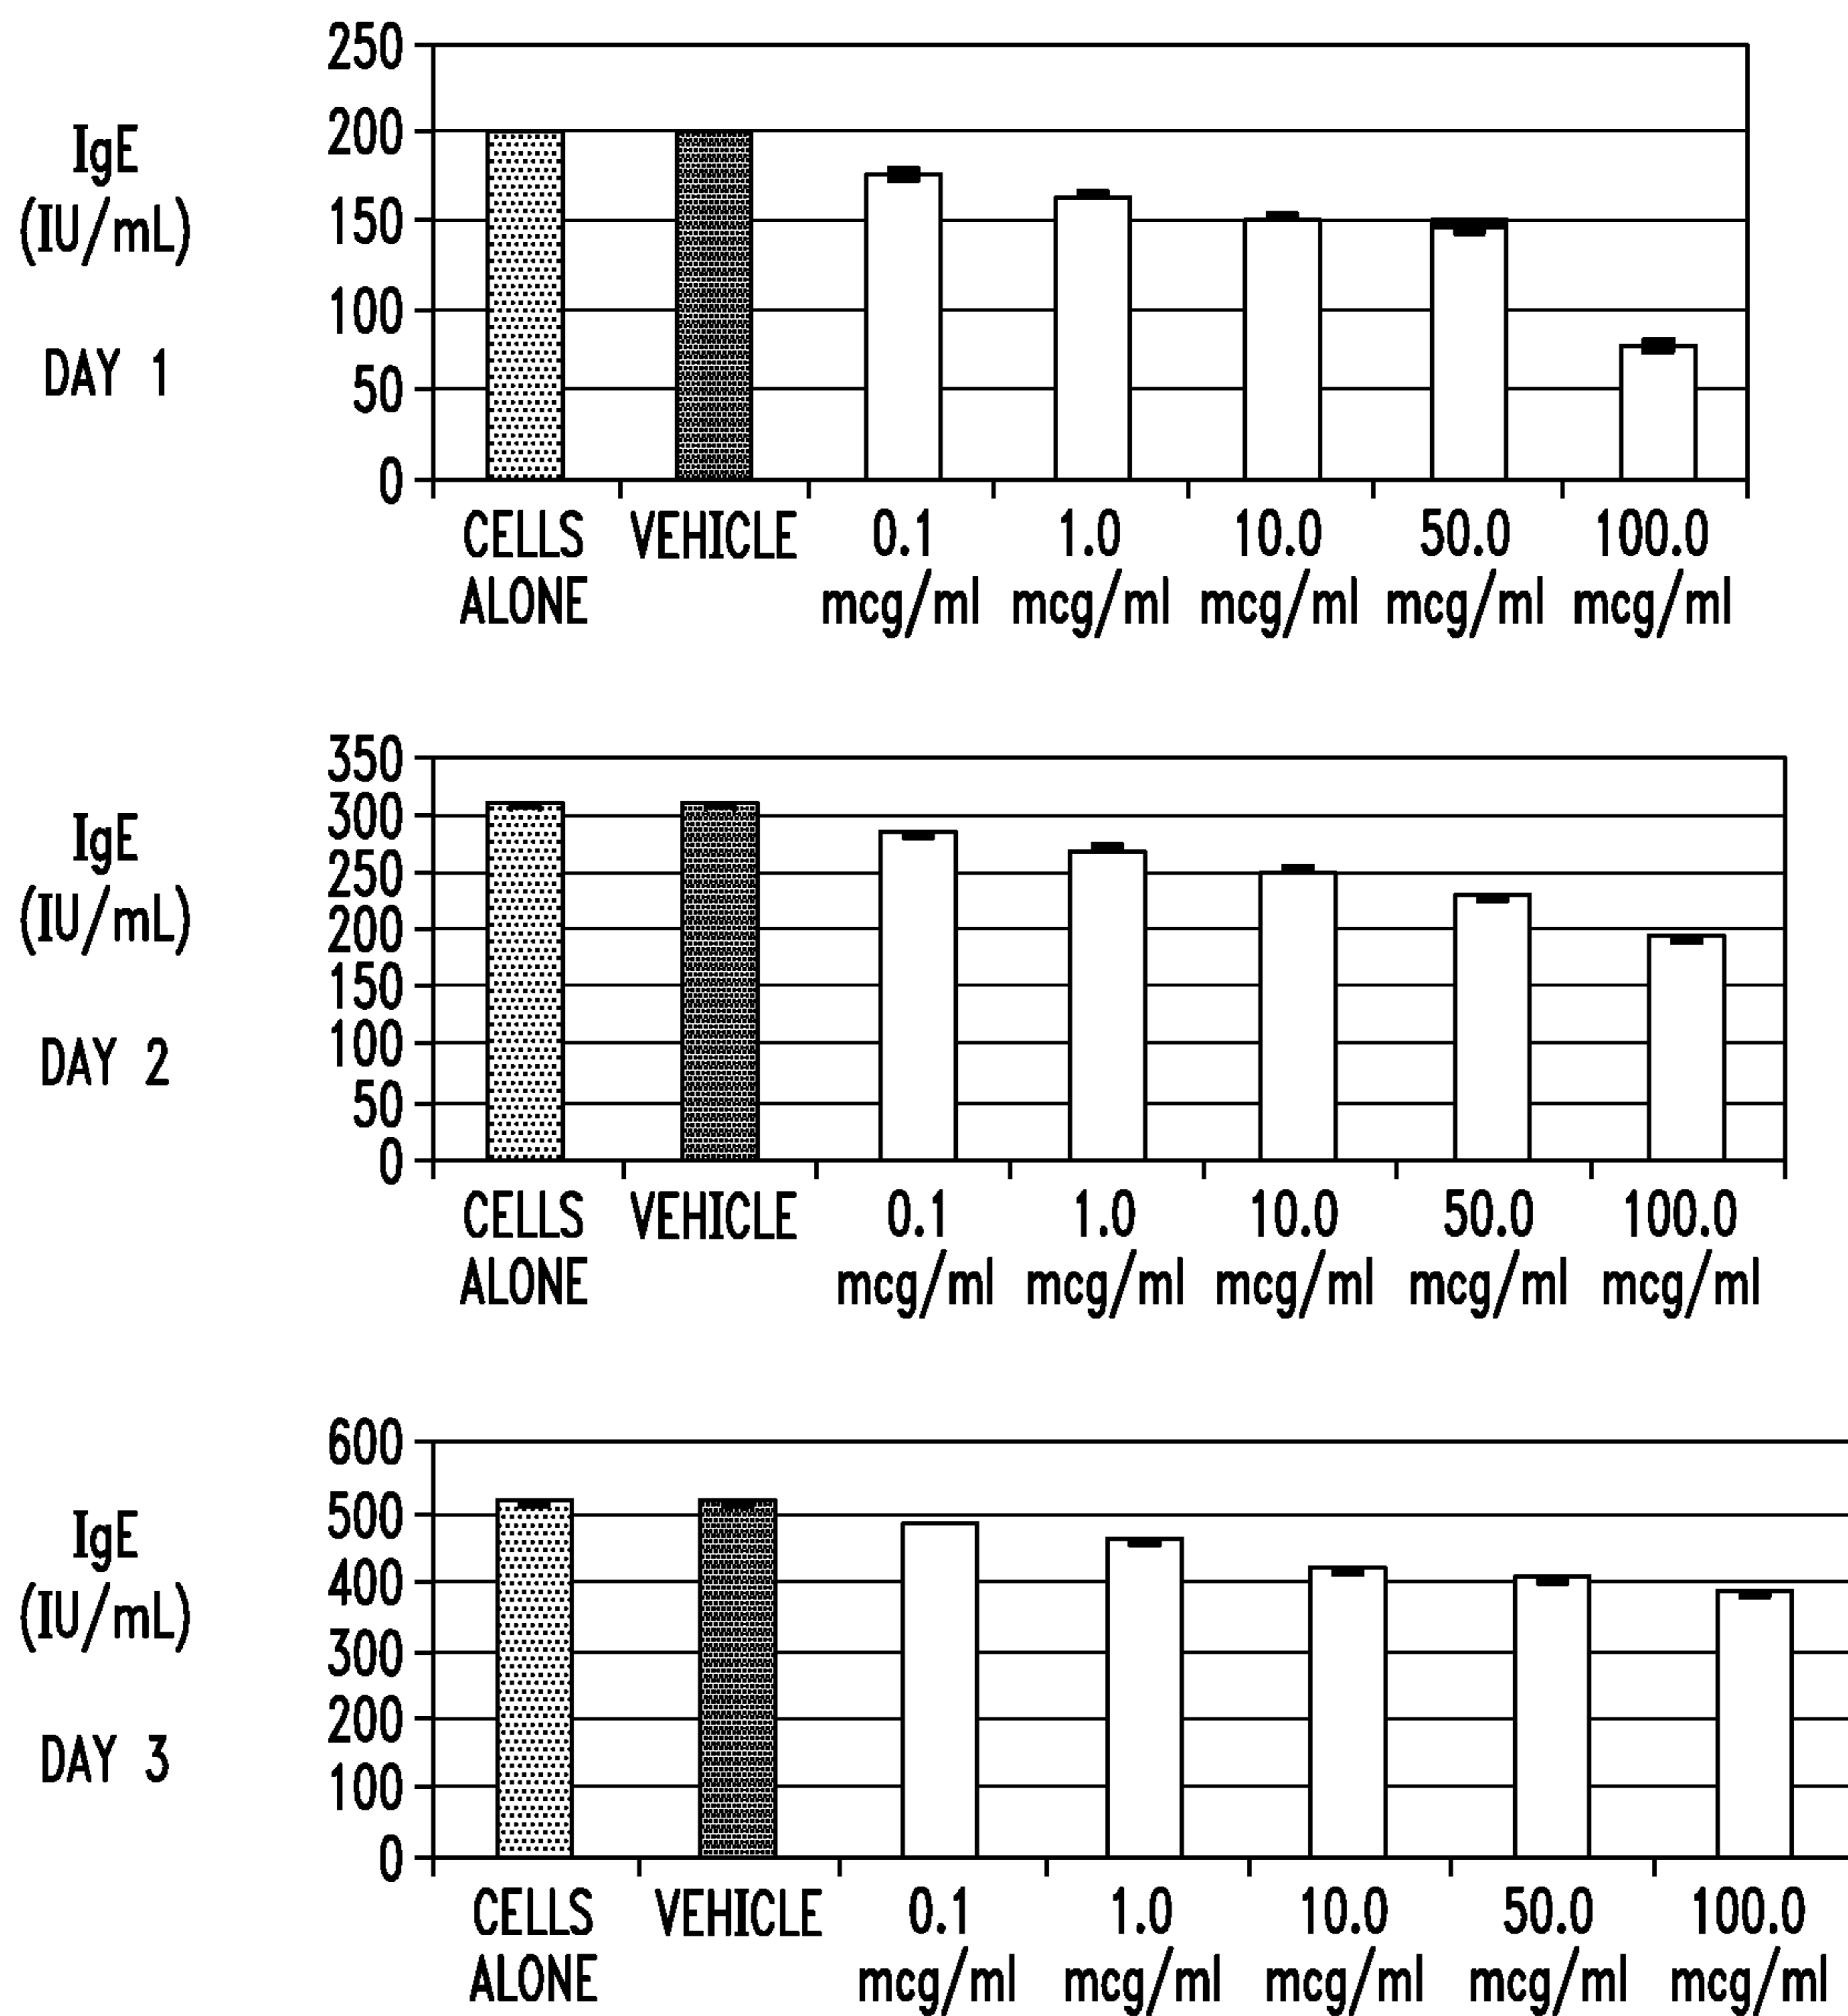 250
200
150
100
50
0
IgE
(IU/mL)
DAY 1
CELLS ALONE
VEHICLE
0.1 mcg/ml
1.0 mcg/ml
10.0 mcg/ml
50.0 mcg/ml
100.0 mcg/ml
350
300
250
200
150
100
50
0
IgE
(IU/mL)
DAY 2
CELLS ALONE
VEHICLE
0.1 mcg/ml
1.0 mcg/ml
10.0 mcg/ml
50.0 mcg/ml
100.0 mcg/ml
600
500
400
300
200
100
0
IgE
(IU/mL)
DAY 3
CELLS ALONE
VEHICLE
0.1 mcg/ml
1.0 mcg/ml
10.0 mcg/ml
50.0 mcg/ml
100.0 mcg/ml